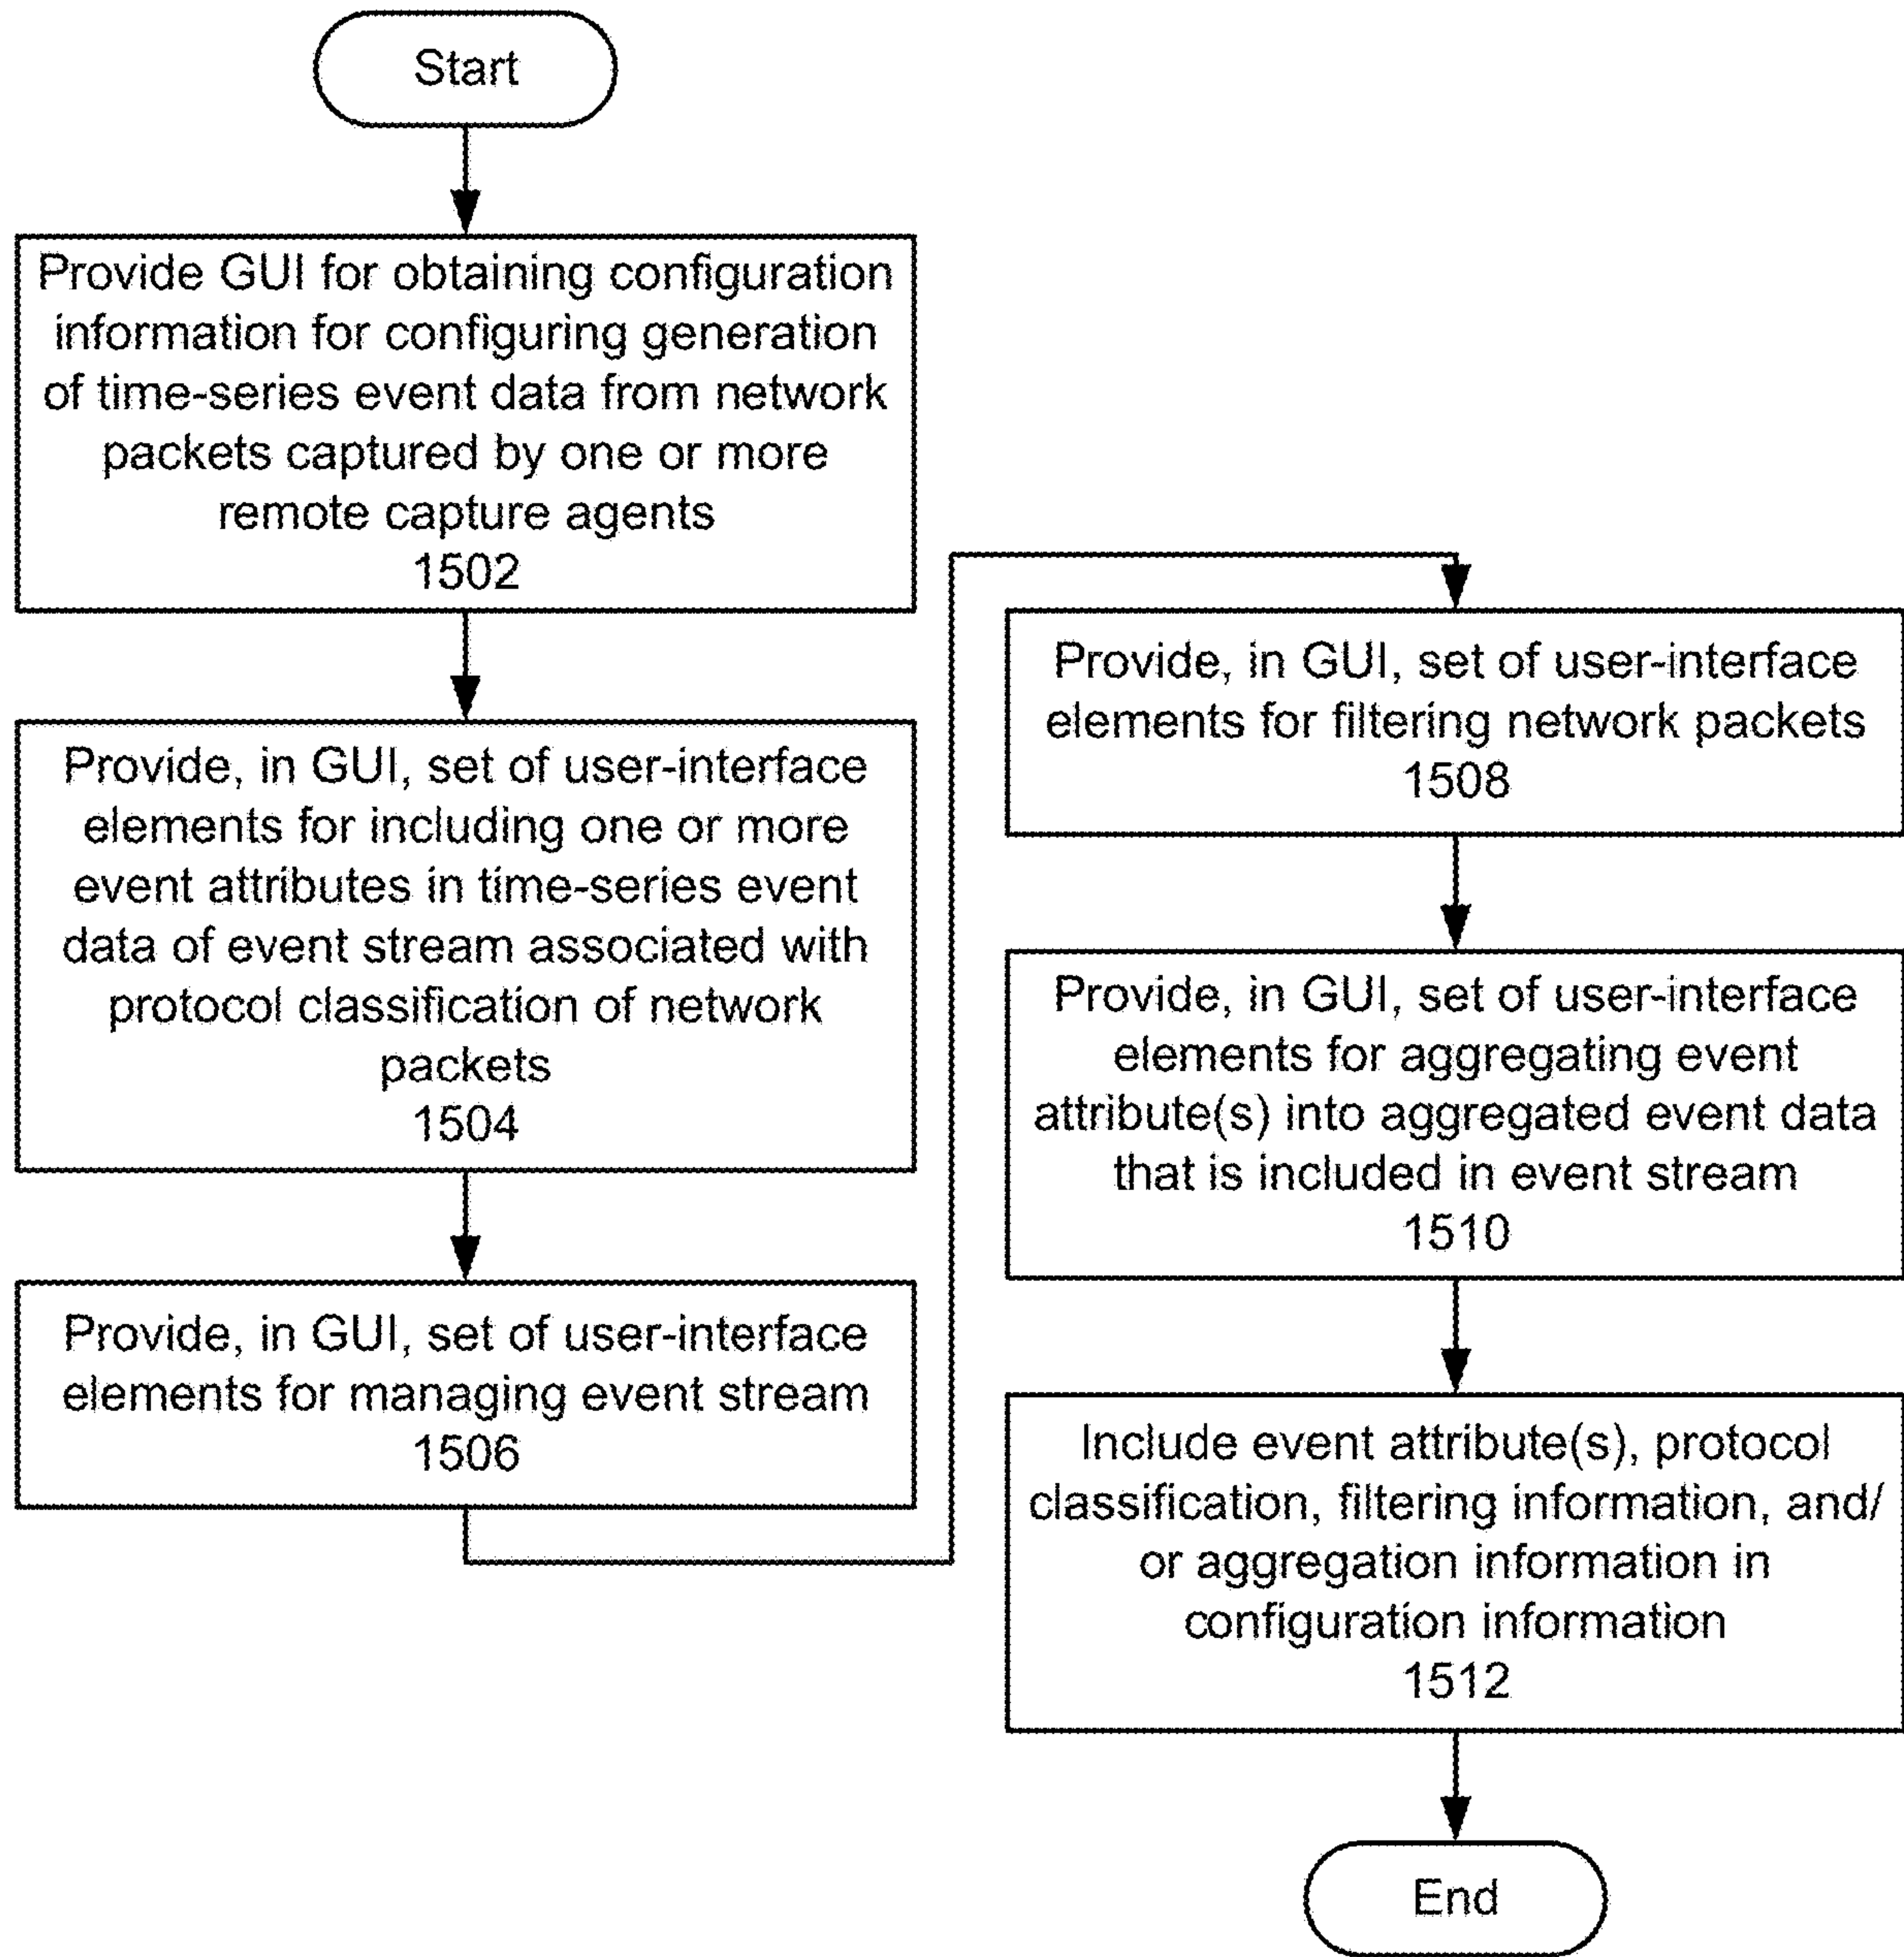 Start
Provide GUI for obtaining configuration
information for configuring generation
of time-series event data from network
packets captured by one or more
remote capture agents
1502
Provide, in GUI, set of user-interface
elements for including one or more
event attributes in time-series event
data of event stream associated with
protocol classification of network
packets
1504
Provide, in GUI, set of user-interface
elements for managing event stream
1506
Provide, in GUI, set of user-interface
elements for filtering network packets
1508
Provide, in GUI, set of user-interface
elements for aggregating event
attribute(s) into aggregated event data
that is included in event stream
1510
Include event attribute(s), protocol
classification, filtering information, and/
or aggregation information in
configuration information
1512
End